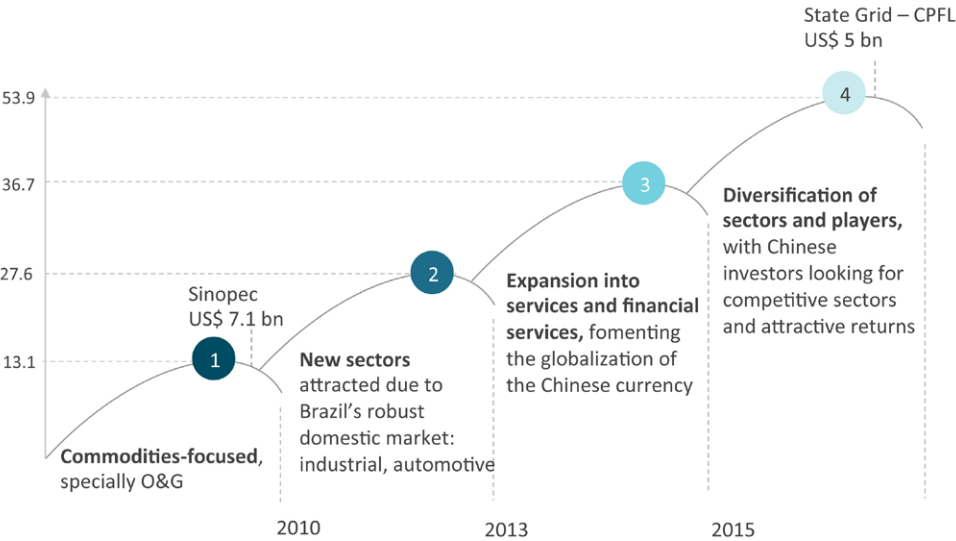 State Grid – CPFL
US$ 5 bn
53.9
4
36.7
3
Diversification of
sectors and players,
with Chinese
investors looking for
competitive sectors
and attractive returns
27.6
2
Expansion into
services and financial
services, fomenting
the globalization of
the Chinese currency
Sinopec
US$ 7.1 bn
13.1
1
New sectors
attracted due to
Brazil’s robust
domestic market:
industrial, automotive
Commodities-focused,
specially O&G
2010
2013
2015